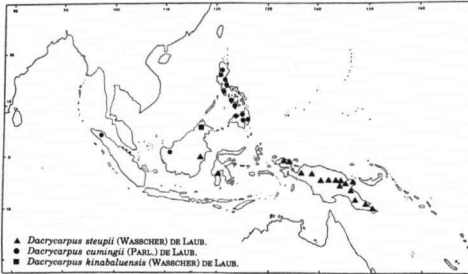 ▲ Dacrycarpus steupii (WASSCHER) DE LAUB.
● Dacrycarpus cumingii (PARL.) DE LAUB.
■ Dacrycarpus kinabaluensis (WASSCHER) DE LAUB.